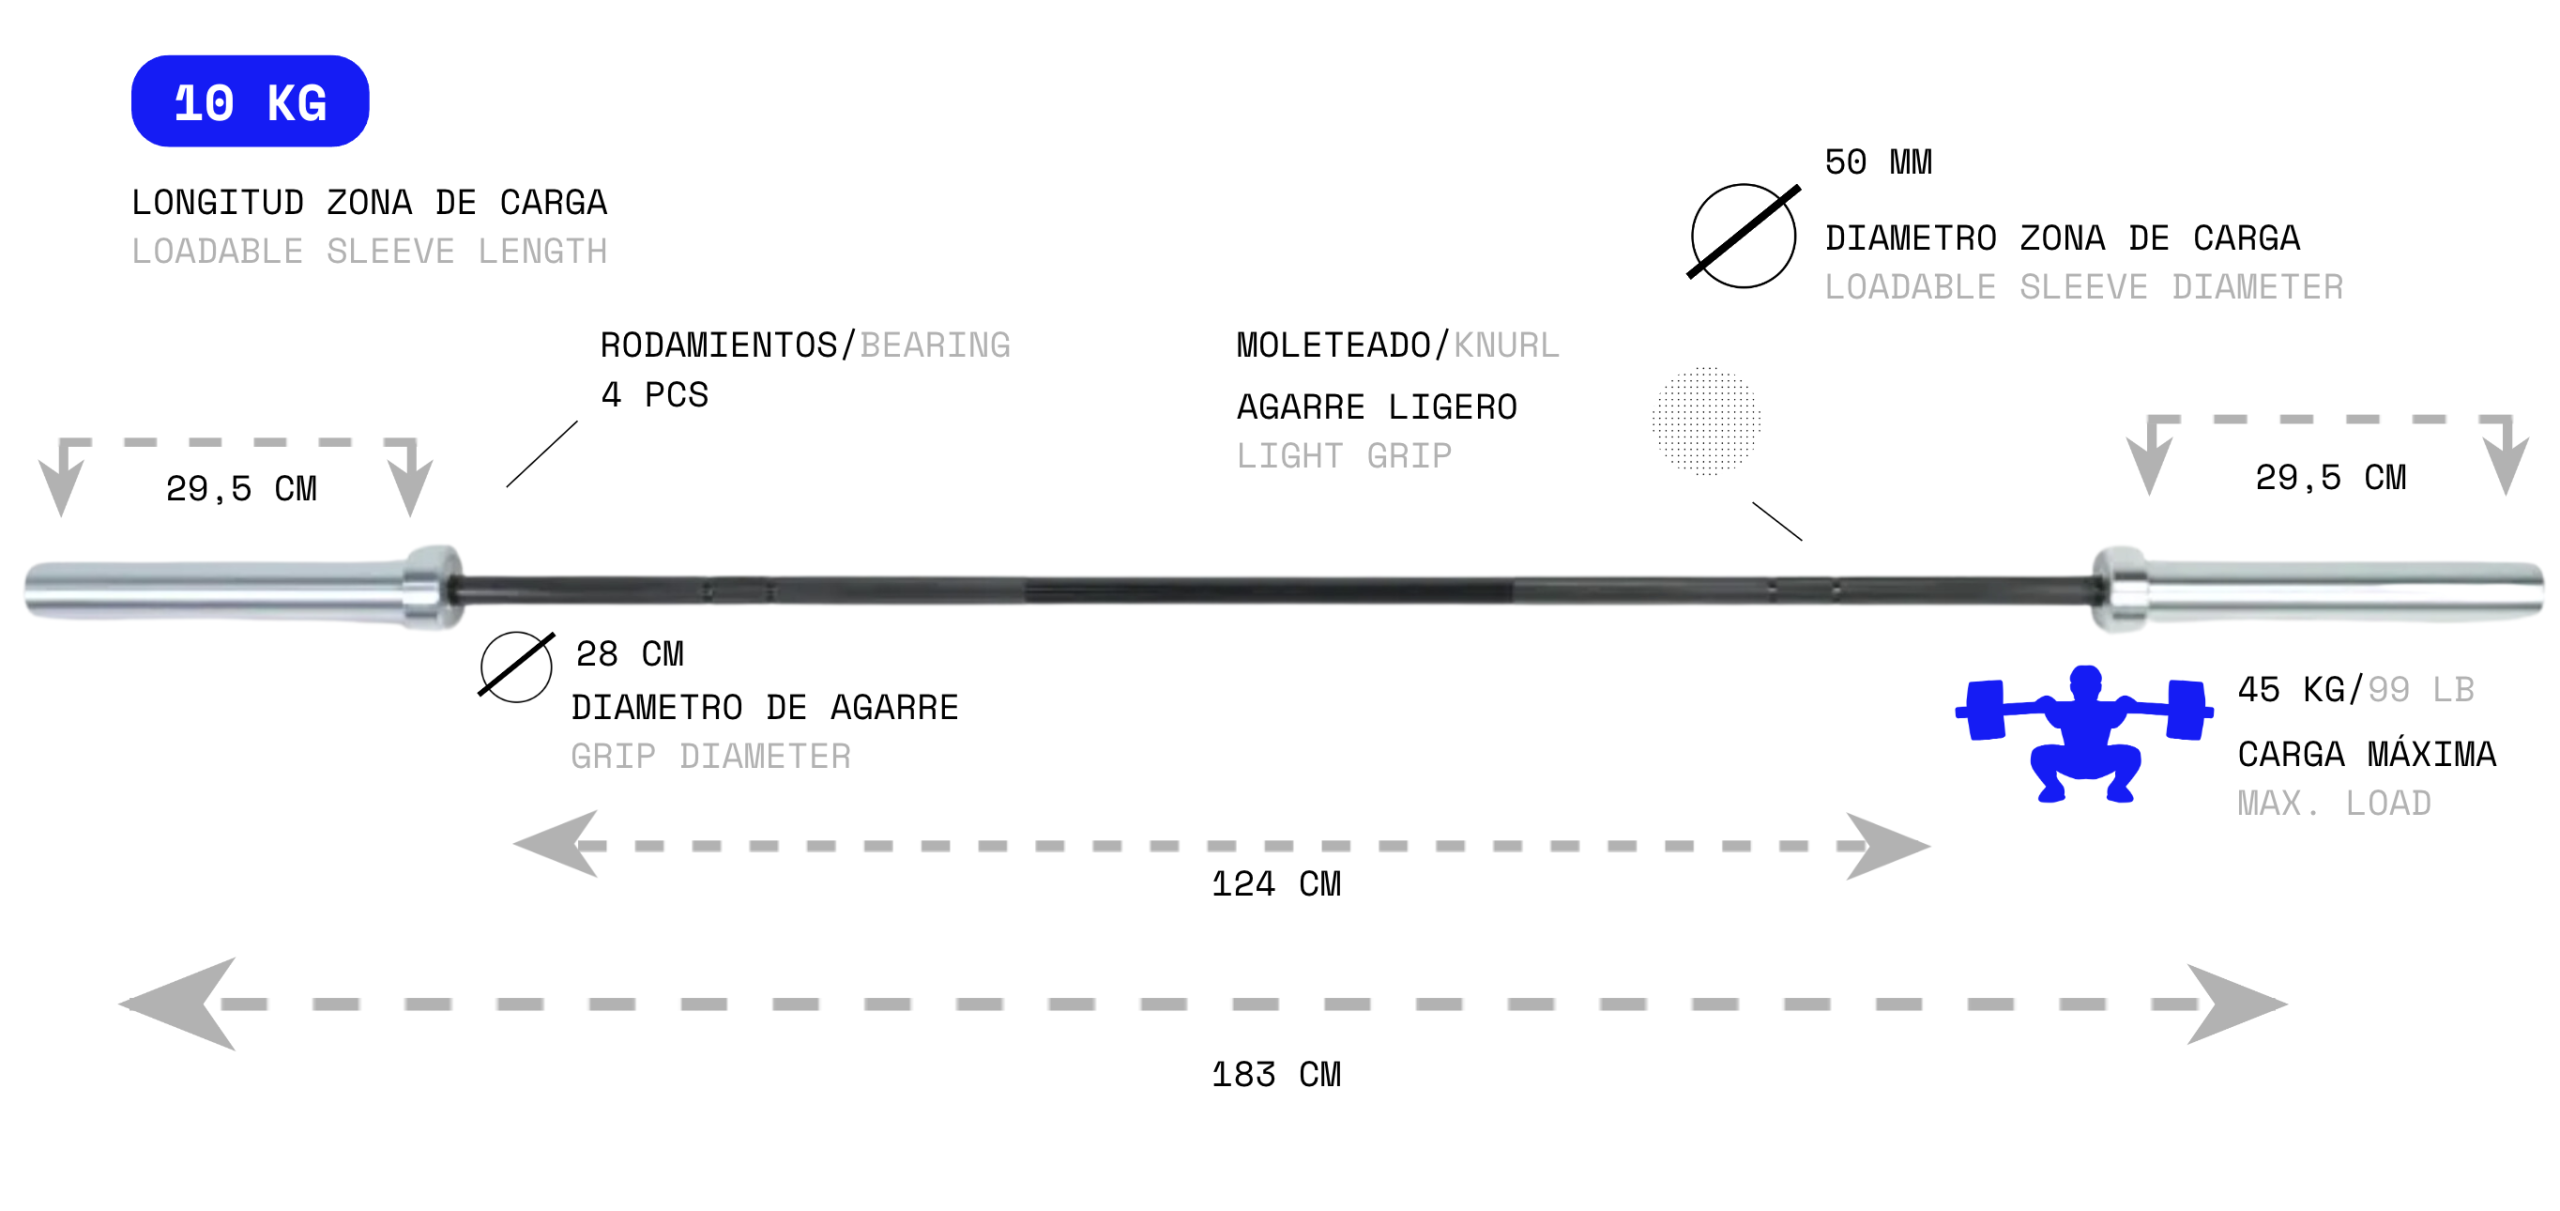 10 KG
LONGITUD ZONA DE CARGA
LOADABLE SLEEVE LENGTH
50 MM
DIAMETRO ZONA DE CARGA
LOADABLE SLEEVE DIAMETER
RODAMIENTOS/BEARING
4 PCS
MOLETEADO/KNURL
AGARRE LIGERO
LIGHT GRIP
29,5 CM
29,5 CM
28 CM
DIAMETRO DE AGARRE
GRIP DIAMETER
45 KG/99 LB
CARGA MÁXIMA
MAX. LOAD
124 CM
183 CM